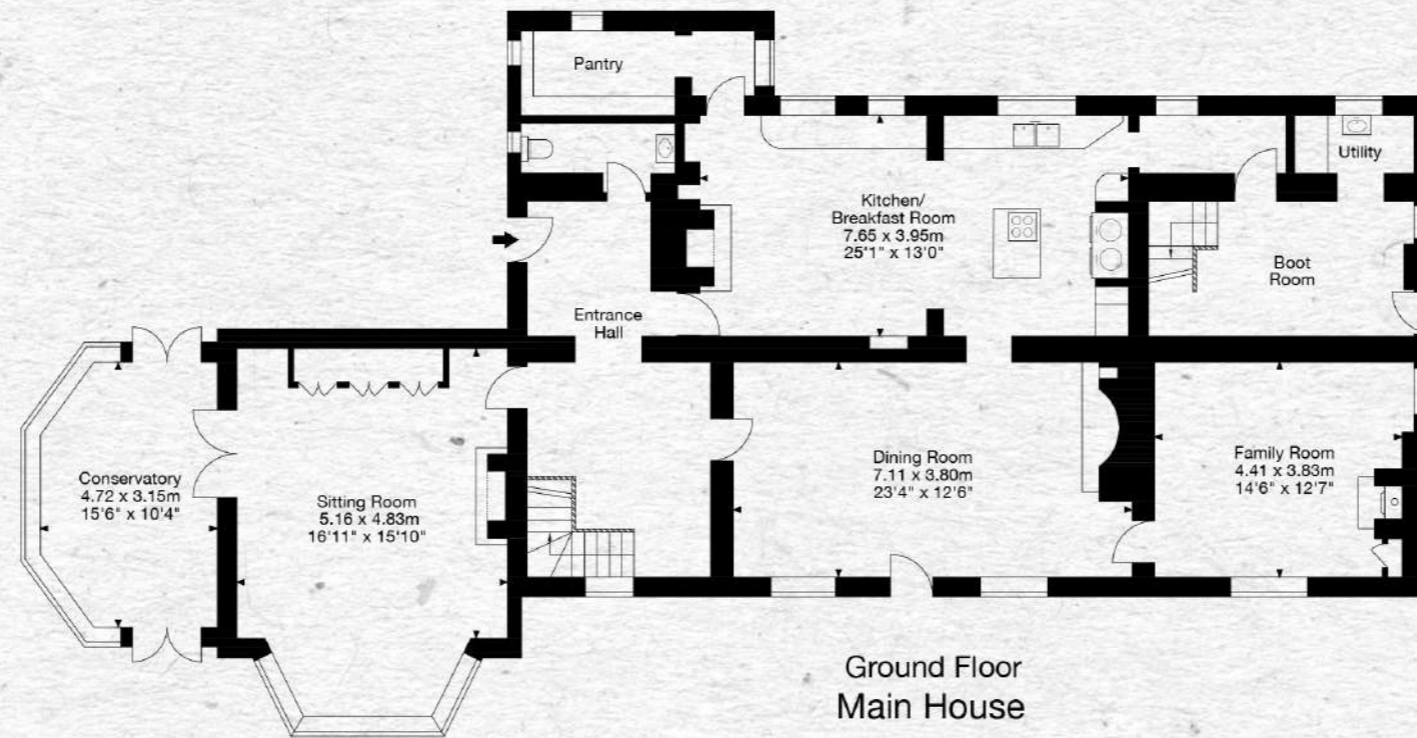 Pantry
Utility
Kitchen/
Breakfast Room
7.65 x 3.95m
25'1" x 13'0"
Boot
Room
Entrance
Hall
Conservatory
4.72 x 3.15m
15'6" x 10'4"
Sitting Room
5.16 x 4.83m
16'11" x 15'10"
Dining Room
7.11 x 3.80m
23'4" x 12'6"
Family Room
4.41 x 3.83m
14'6" x 12'7"
Ground Floor
Main House